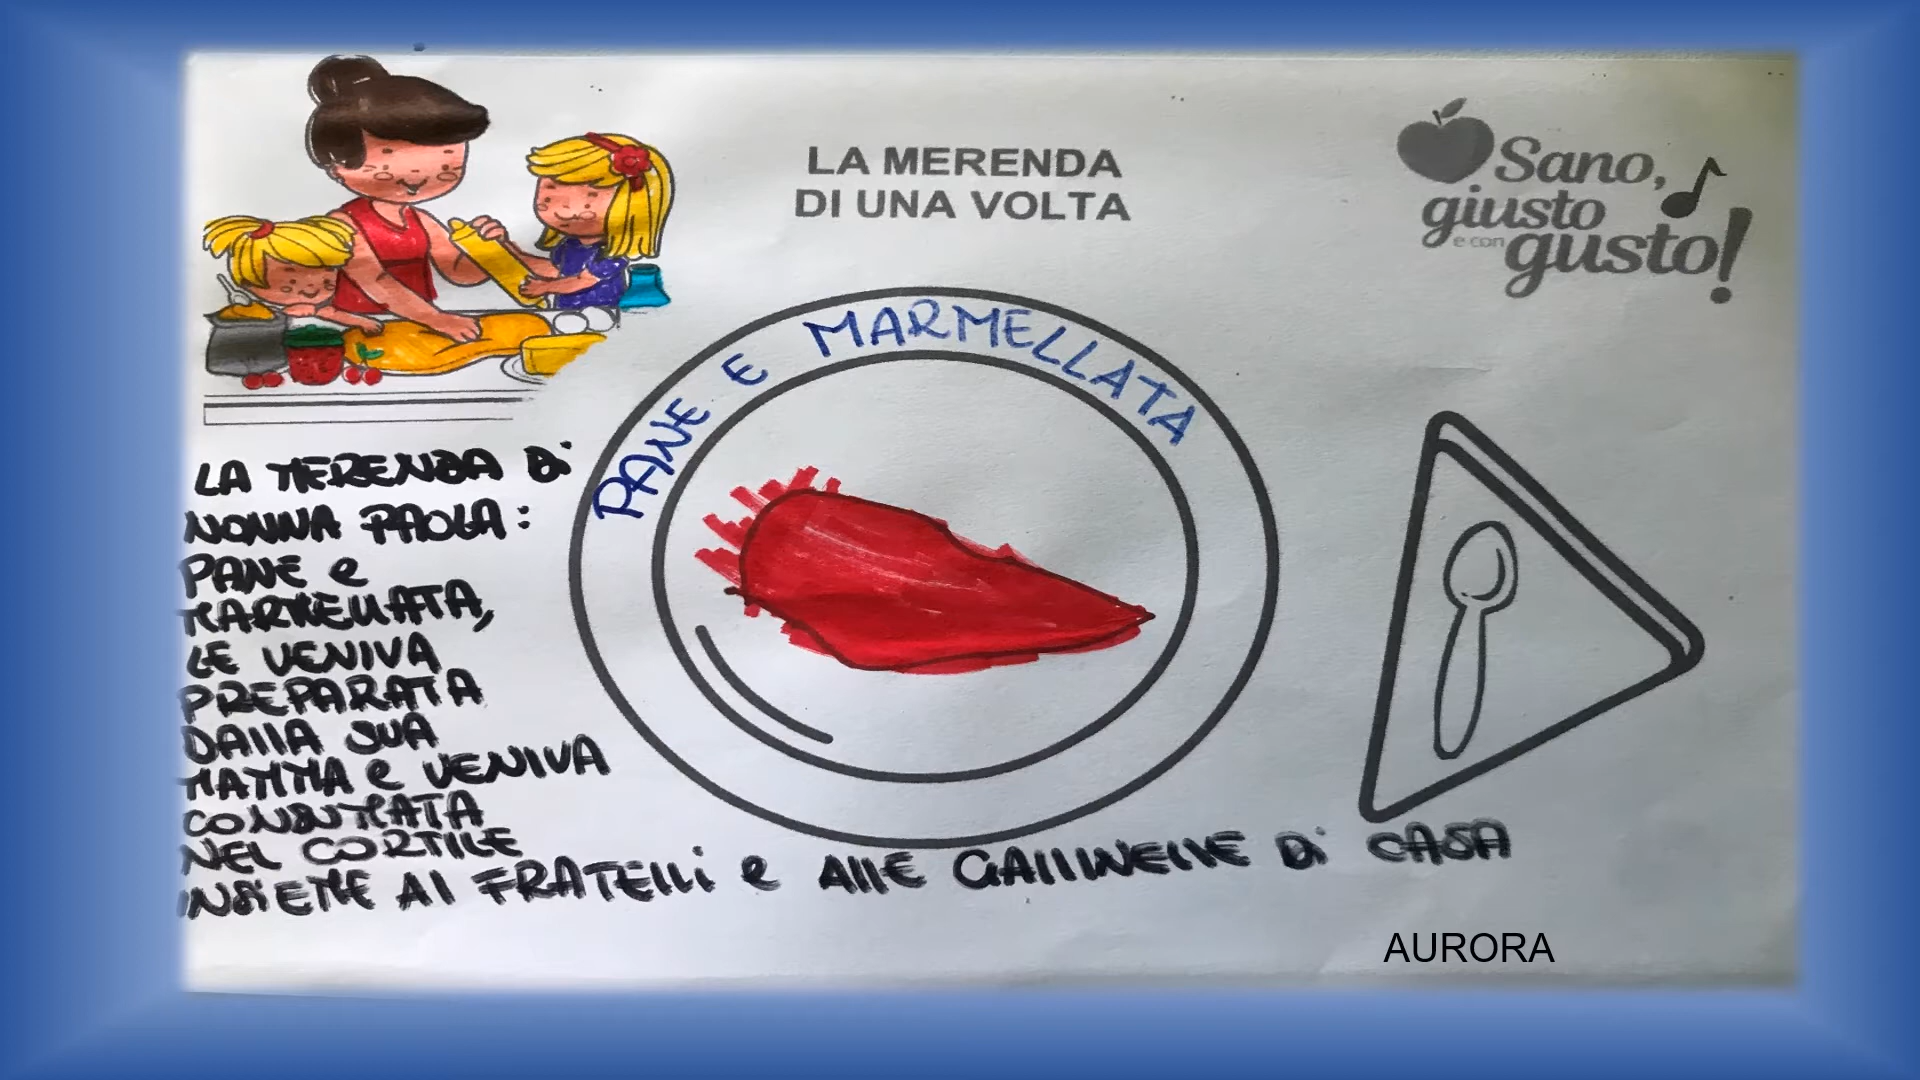 LA MERENDA
DI UNA VOLTA
Sano,
giusto
e con gusto!
PANE E MARMELLATA
LA MERENDA Di
NONNA PAOLA:
PANE e
MARMELLATA,
LE VENIVA
PREPARATA
DALLA SUA
MAMMA e VENIVA
CONSUMATA
NEL CORTILE
INSIEME AI FRATELLi e ALLE GALLINELLE Di CASA
AURORA